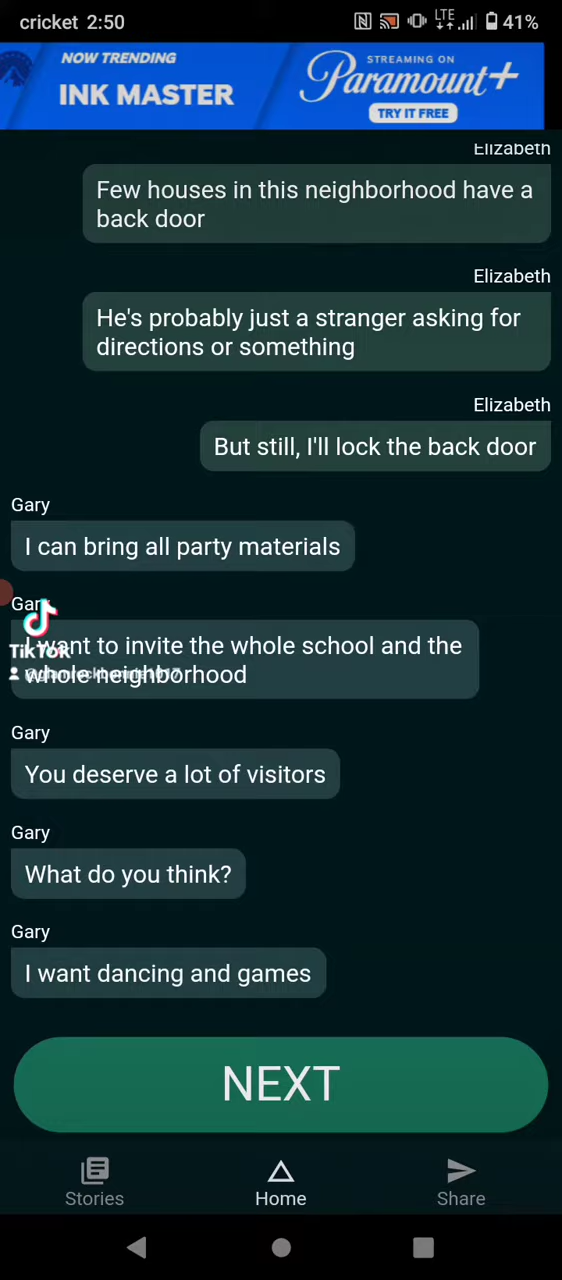 cricket 2:50
LTE
41%
NOW TRENDING
INK MASTER
STREAMING ON
Paramount+
TRY IT FREE
Elizabeth
Few houses in this neighborhood have a
back door
Elizabeth
He's probably just a stranger asking for
directions or something
Elizabeth
But still, I'll lock the back door
Gary
I can bring all party materials
Gary
I want to invite the whole school and the
TikTok
whole neighborhood
Gary
You deserve a lot of visitors
Gary
What do you think?
Gary
I want dancing and games
NEXT
Stories
Home
Share